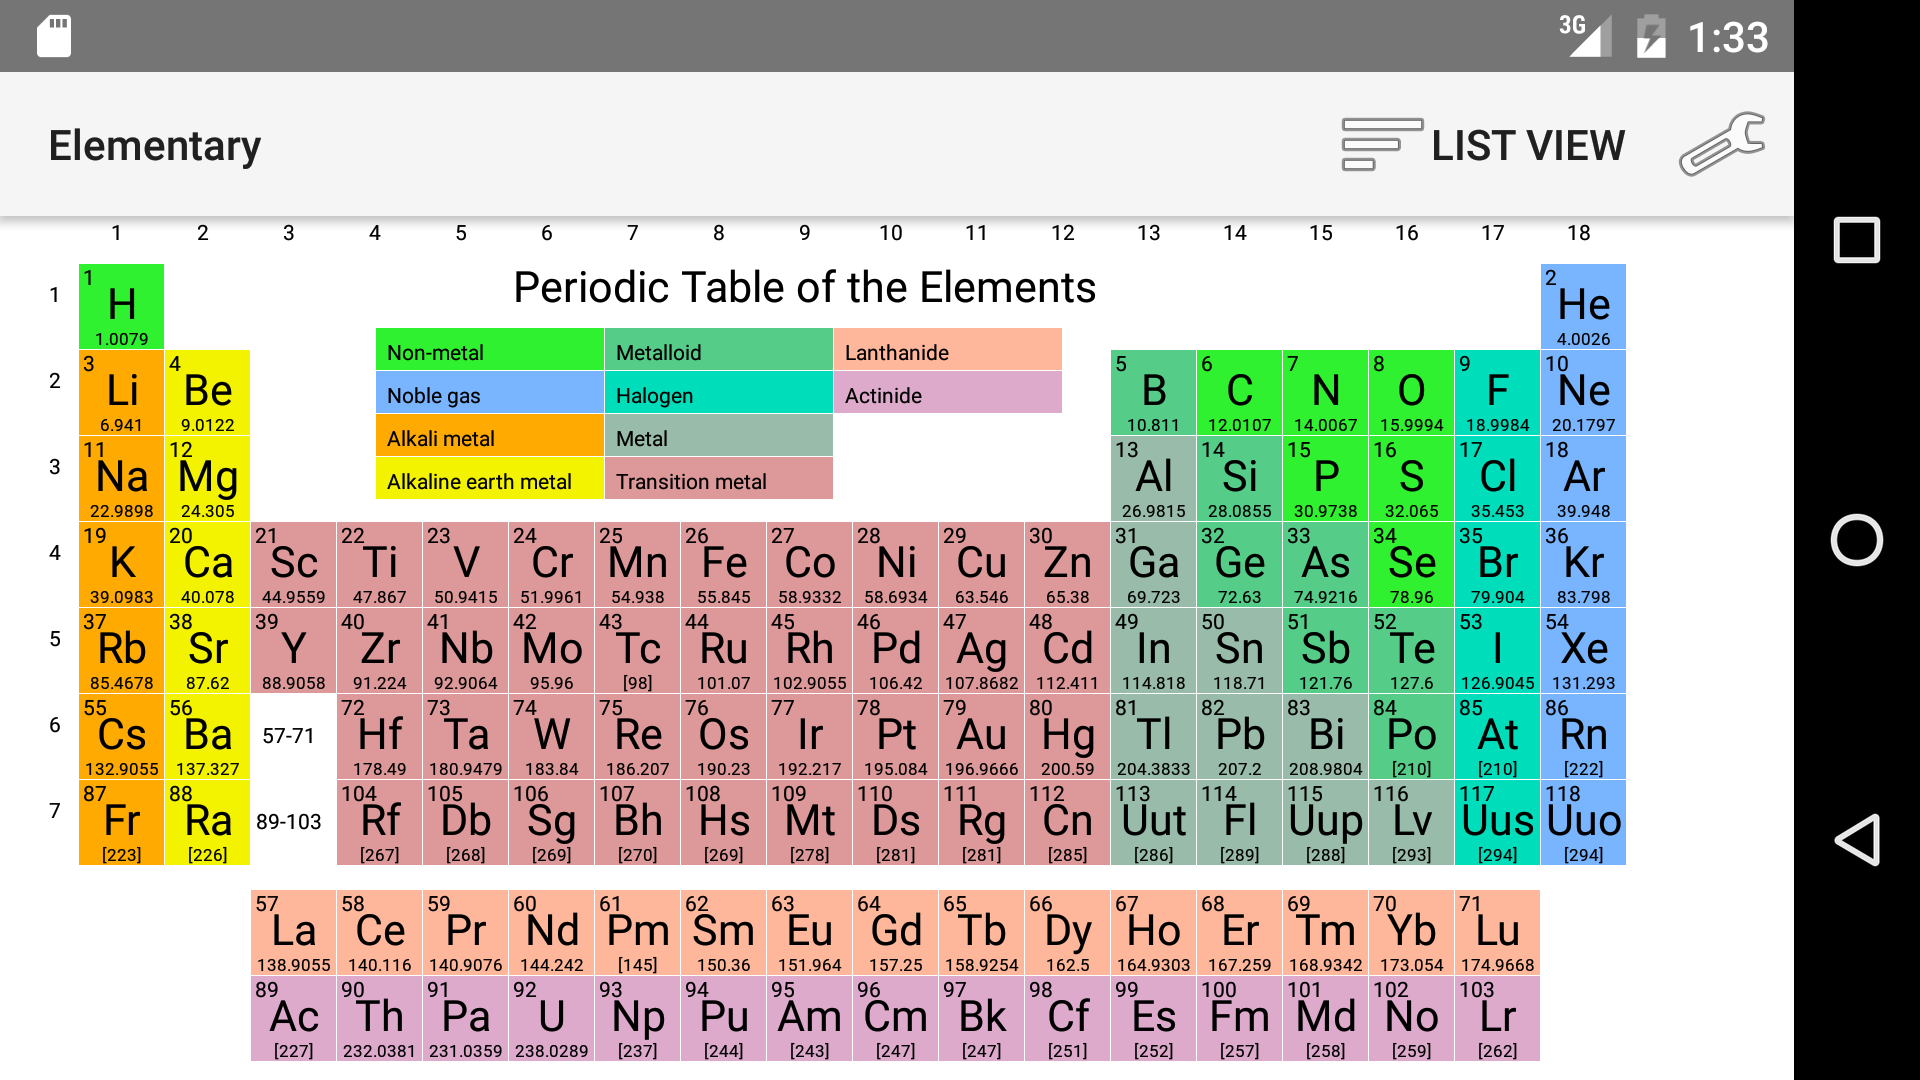 3G 1:33
Elementary LIST VIEW
1 2 3 4 5 6 7 8 9 10 11 12 13 14 15 16 17 18
Periodic Table of the Elements
1
1 2
H He
1.0079 4.0026
Non-metal Metalloid Lanthanide
Noble gas Halogen Actinide
Alkali metal Metal
Alkaline earth metal Transition metal
2
3 4 5 6 7 8 9 10
Li Be B C N O F Ne
6.941 9.0122 10.811 12.0107 14.0067 15.9994 18.9984 20.1797
3
11 12 13 14 15 16 17 18
Na Mg Al Si P S Cl Ar
22.9898 24.305 26.9815 28.0855 30.9738 32.065 35.453 39.948
4
19 20 21 22 23 24 25 26 27 28 29 30 31 32 33 34 35 36
K Ca Sc Ti V Cr Mn Fe Co Ni Cu Zn Ga Ge As Se Br Kr
39.0983 40.078 44.9559 47.867 50.9415 51.9961 54.938 55.845 58.9332 58.6934 63.546 65.38 69.723 72.63 74.9216 78.96 79.904 83.798
5
37 38 39 40 41 42 43 44 45 46 47 48 49 50 51 52 53 54
Rb Sr Y Zr Nb Mo Tc Ru Rh Pd Ag Cd In Sn Sb Te I Xe
85.4678 87.62 88.9058 91.224 92.9064 95.96 [98] 101.07 102.9055 106.42 107.8682 112.411 114.818 118.71 121.76 127.6 126.9045 131.293
6
55 56 72 73 74 75 76 77 78 79 80 81 82 83 84 85 86
Cs Ba 57-71 Hf Ta W Re Os Ir Pt Au Hg Tl Pb Bi Po At Rn
132.9055 137.327 178.49 180.9479 183.84 186.207 190.23 192.217 195.084 196.9666 200.59 204.3833 207.2 208.9804 [210] [210] [222]
7
87 88 104 105 106 107 108 109 110 111 112 113 114 115 116 117 118
Fr Ra 89-103 Rf Db Sg Bh Hs Mt Ds Rg Cn Uut Fl Uup Lv Uus Uuo
[223] [226] [267] [268] [269] [270] [269] [278] [281] [281] [285] [286] [289] [288] [293] [294] [294]
57 58 59 60 61 62 63 64 65 66 67 68 69 70 71
La Ce Pr Nd Pm Sm Eu Gd Tb Dy Ho Er Tm Yb Lu
138.9055 140.116 140.9076 144.242 [145] 150.36 151.964 157.25 158.9254 162.5 164.9303 167.259 168.9342 173.054 174.9668
89 90 91 92 93 94 95 96 97 98 99 100 101 102 103
Ac Th Pa U Np Pu Am Cm Bk Cf Es Fm Md No Lr
[227] 232.0381 231.0359 238.0289 [237] [244] [243] [247] [247] [251] [252] [257] [258] [259] [262]